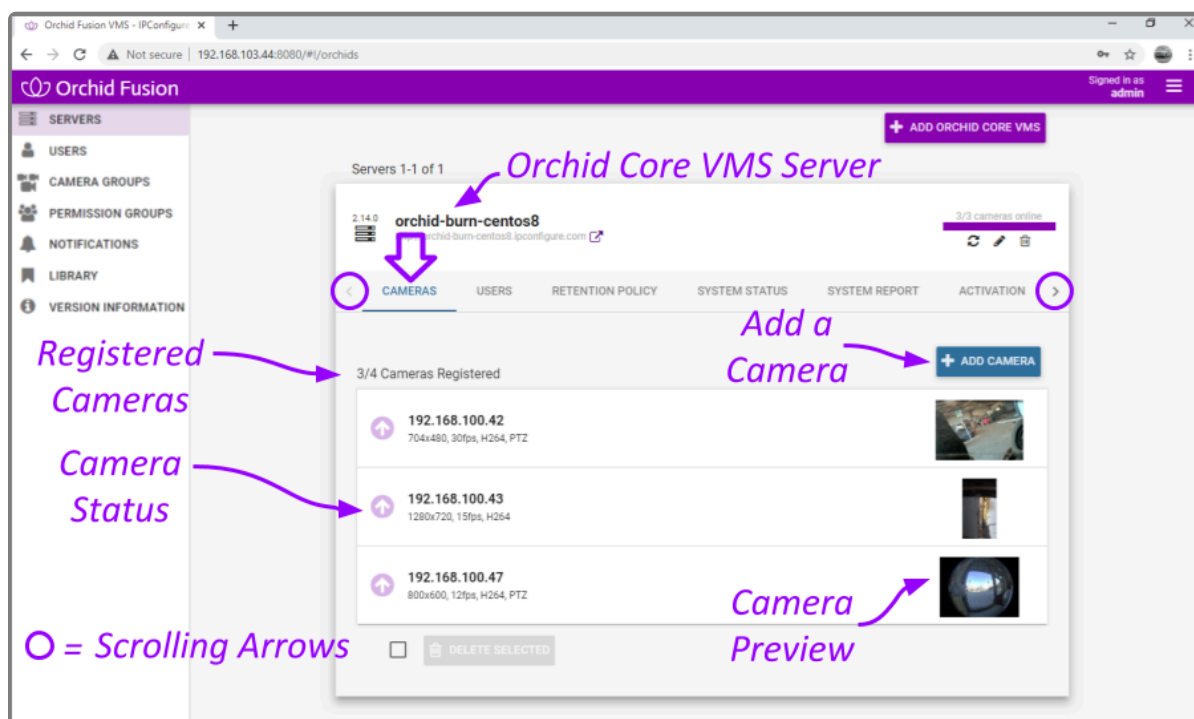 Orchid Fusion VMS - IPConfigure
Not secure | 192.168.103.44:8080/#!/orchids
Orchid Fusion
Signed in as
admin
SERVERS
USERS
CAMERA GROUPS
PERMISSION GROUPS
NOTIFICATIONS
LIBRARY
VERSION INFORMATION
+ ADD ORCHID CORE VMS
Servers 1-1 of 1
Orchid Core VMS Server
2.14.0
orchid-burn-centos8
orchid-burn-centos8.ipconfigure.com
3/3 cameras online
CAMERAS
USERS
RETENTION POLICY
SYSTEM STATUS
SYSTEM REPORT
ACTIVATION
Add a
Camera
+ ADD CAMERA
Registered
Cameras
3/4 Cameras Registered
192.168.100.42
704x480, 30fps, H264, PTZ
Camera
Status
192.168.100.43
1280x720, 15fps, H264
192.168.100.47
800x600, 12fps, H264, PTZ
Camera
Preview
O = Scrolling Arrows
DELETE SELECTED